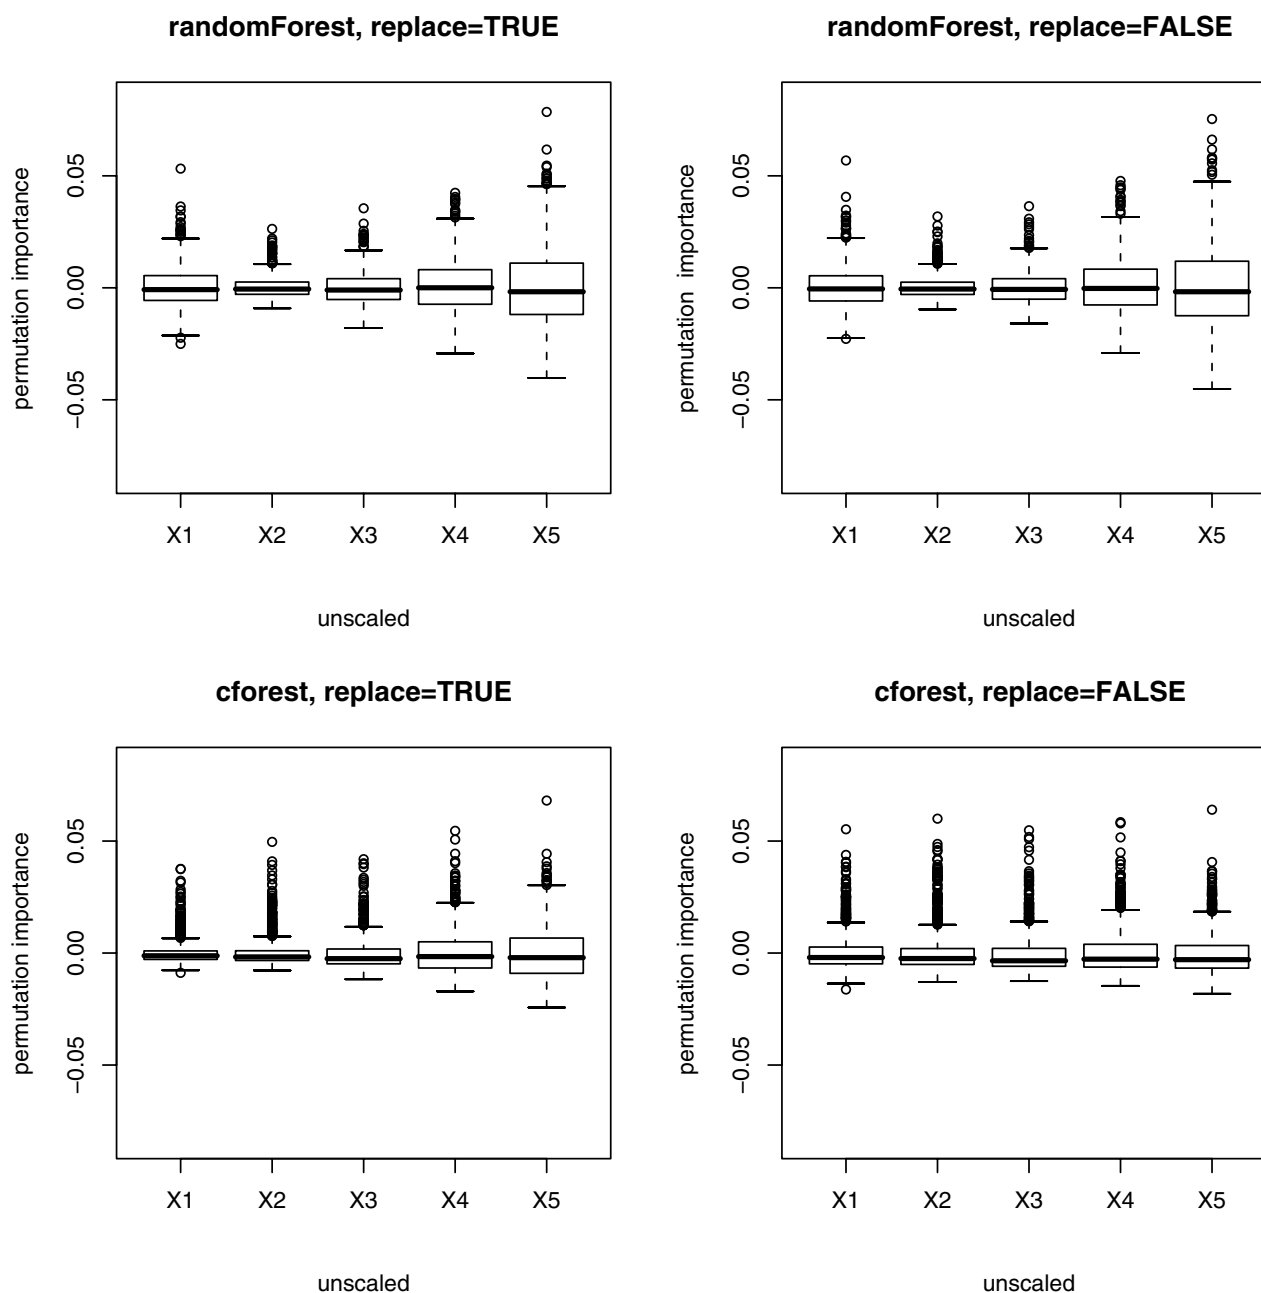 randomForest, replace=TRUE
permutation importance
0.05
0.00
−0.05
X1 X2 X3 X4 X5
unscaled
randomForest, replace=FALSE
permutation  importance
0.05
0.00
−0.05
X1 X2 X3 X4 X5
unscaled
cforest, replace=TRUE
permutation importance
0.05
0.00
−0.05
X1 X2 X3 X4 X5
unscaled
cforest, replace=FALSE
permutation importance
0.05
0.00
−0.05
X1 X2 X3 X4 X5
unscaled